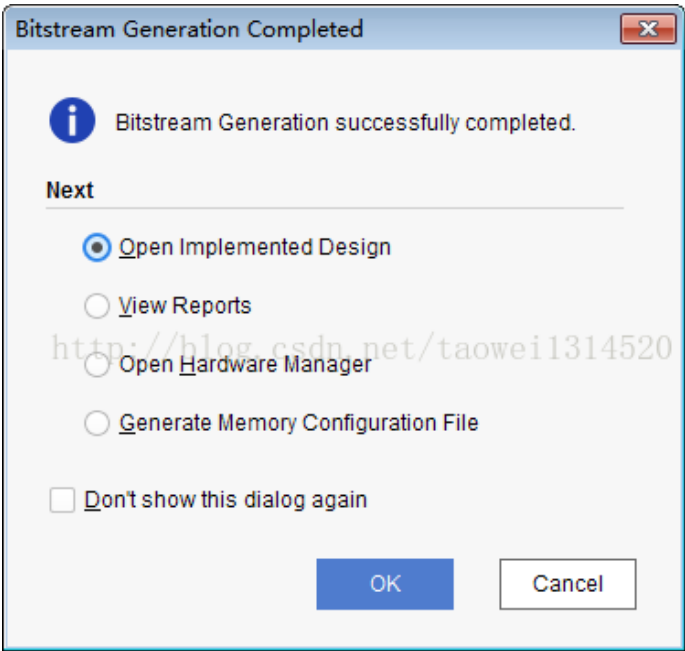 Bitstream Generation Completed
Bitstream Generation successfully completed.
Next
Open Implemented Design
View Reports
http://blog.csdn.net/taowei1314520
Open Hardware Manager
Generate Memory Configuration File
Don't show this dialog again
OK
Cancel